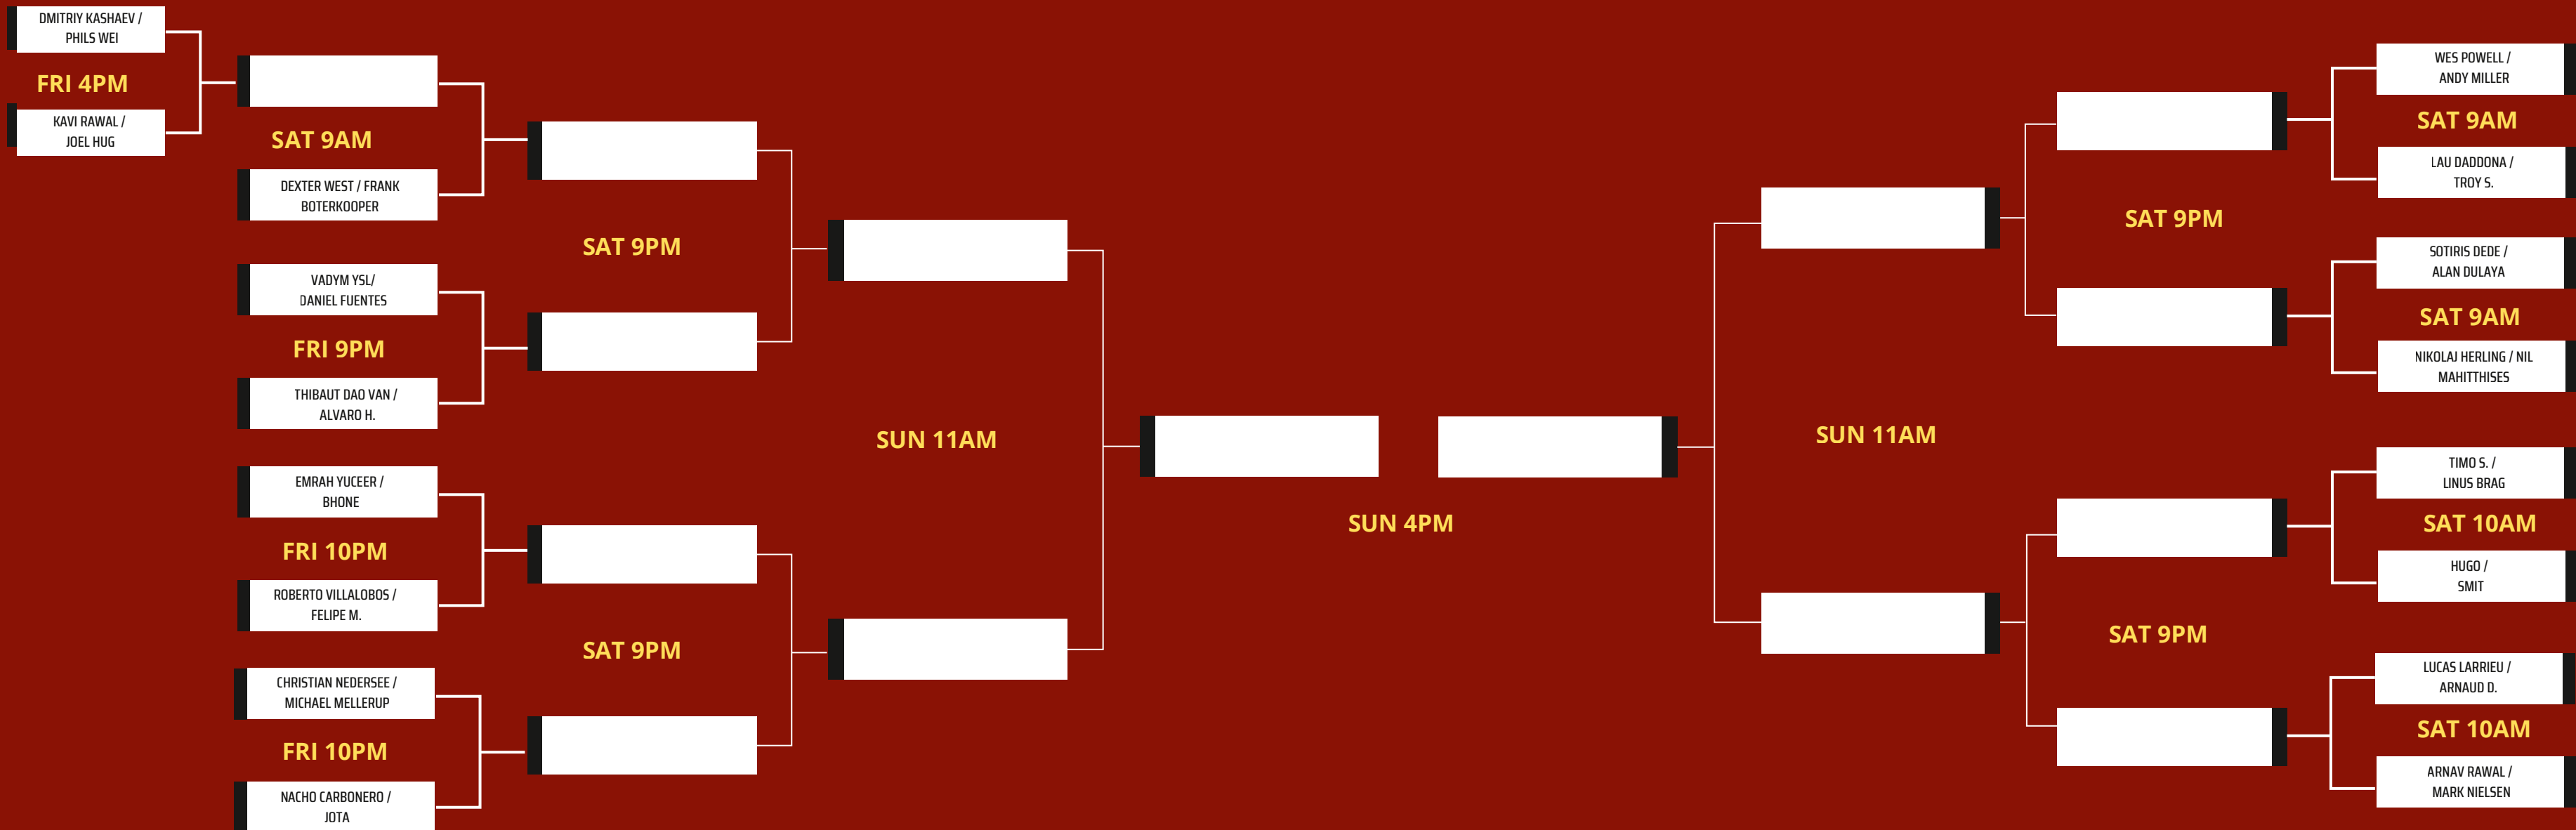 DMITRIY KASHAEV /
PHILS WEI
FRI 4PM
KAVI RAWAL /
JOEL HUG
SAT 9AM
DEXTER WEST / FRANK
BOTERKOOPER
VADYM YSL/
DANIEL FUENTES
FRI 9PM
THIBAUT DAO VAN /
ALVARO H.
EMRAH YUCEER /
BHONE
FRI 10PM
ROBERTO VILLALOBOS /
FELIPE M.
CHRISTIAN NEDERSEE /
MICHAEL MELLERUP
FRI 10PM
NACHO CARBONERO /
JOTA
SAT 9PM
SAT 9PM
SUN 11AM
SUN 4PM
SUN 11AM
SAT 9PM
SAT 9PM
WES POWELL /
ANDY MILLER
SAT 9AM
LAU DADDONA /
TROY S.
SOTIRIS DEDE /
ALAN DULAYA
SAT 9AM
NIKOLAJ HERLING / NIL
MAHITTHISES
TIMO S. /
LINUS BRAG
SAT 10AM
HUGO /
SMIT
LUCAS LARRIEU /
ARNAUD D.
SAT 10AM
ARNAV RAWAL /
MARK NIELSEN